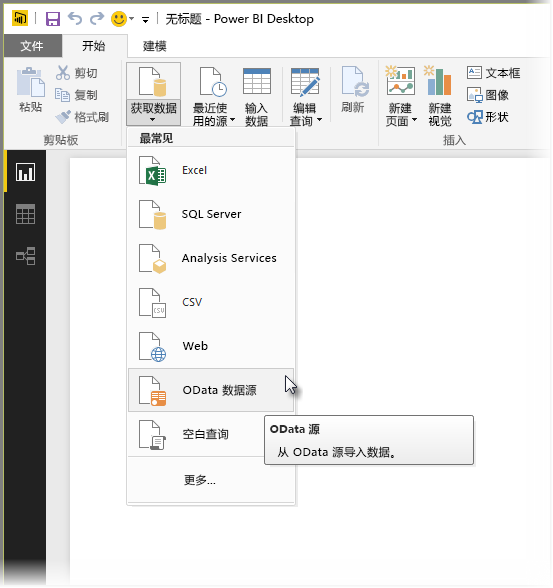 无标题 - Power BI Desktop
文件 开始 建模
粘贴
剪切
复制
格式刷
剪贴板
获取数据
最近使
用的源
输入
数据
编辑
查询
刷新
新建
页面
新建
视觉
文本框
图像
形状
插入
最常见
Excel
SQL Server
Analysis Services
CSV
CSV
Web
OData 数据源
空白查询
更多...
OData 源
从 OData 源导入数据。